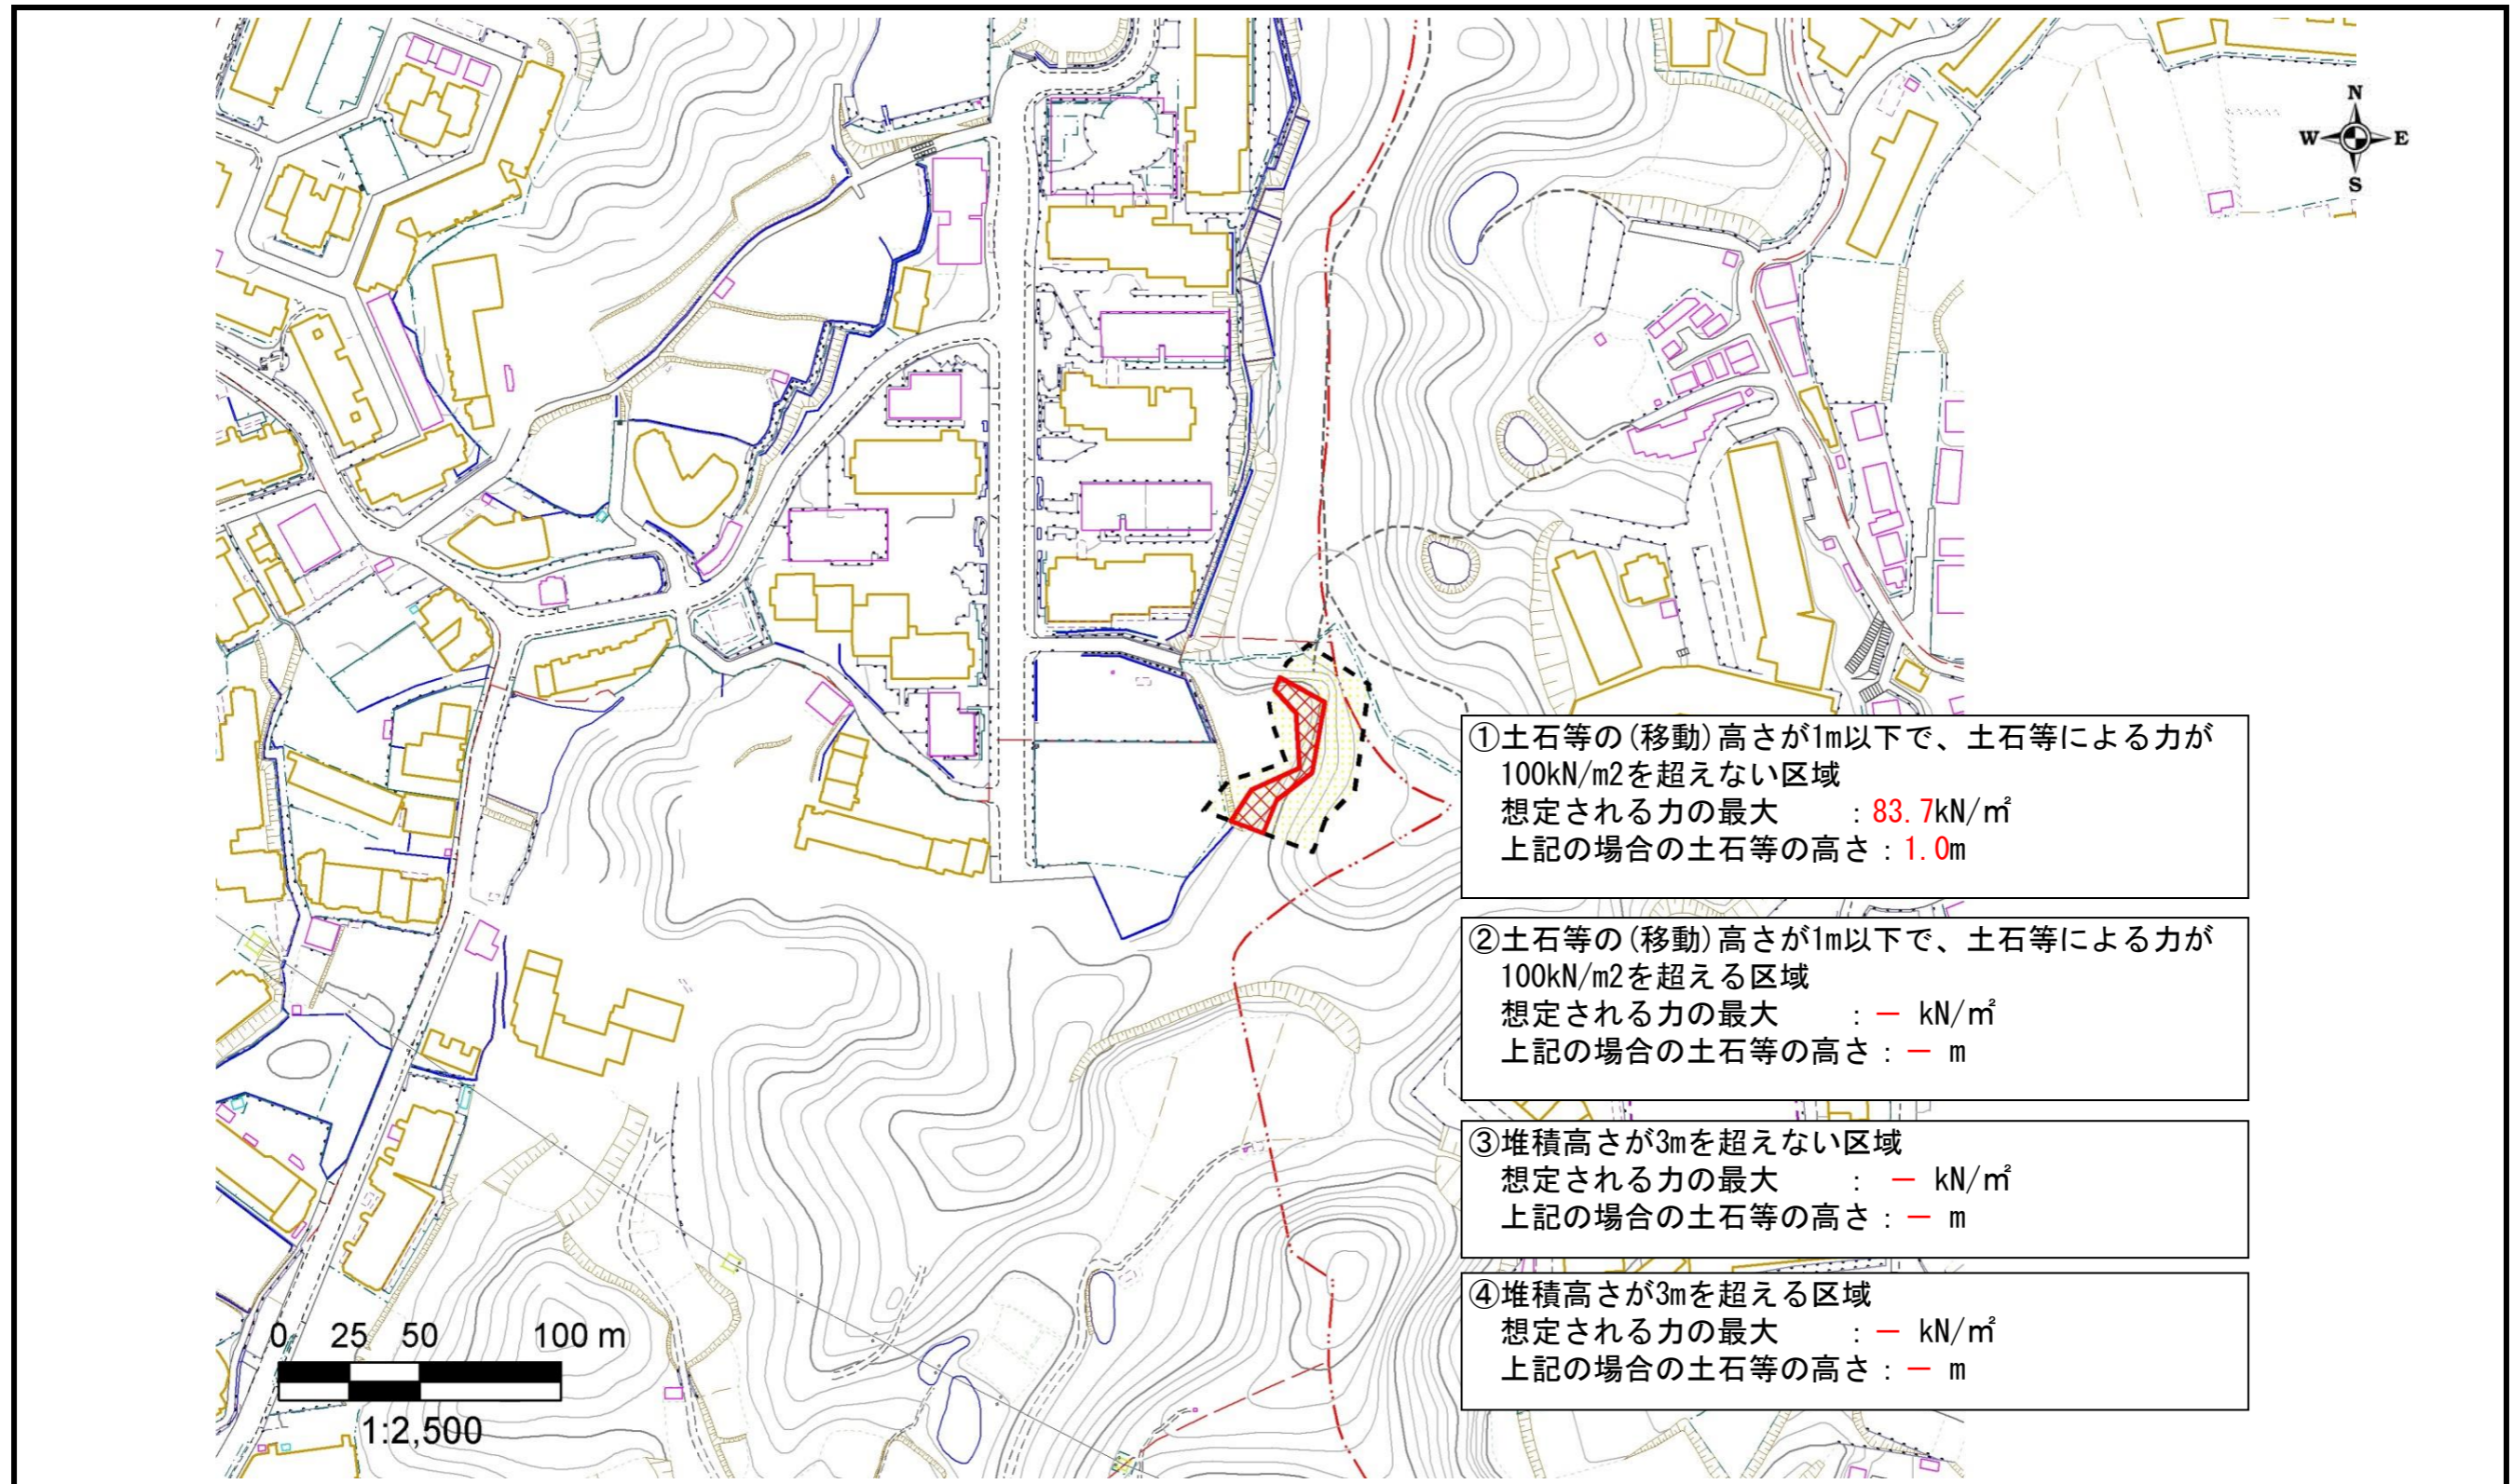 N
W E
S
①土石等の(移動)高さが1m以下で、土石等による力が
100kN/m2を超えない区域
想定される力の最大 : 83.7kN/㎡
上記の場合の土石等の高さ : 1.0m
②土石等の(移動)高さが1m以下で、土石等による力が
100kN/m2を超える区域
想定される力の最大 : － kN/㎡
上記の場合の土石等の高さ : － m
③堆積高さが3mを超えない区域
想定される力の最大 : － kN/㎡
上記の場合の土石等の高さ : － m
④堆積高さが3mを超える区域
想定される力の最大 : － kN/㎡
上記の場合の土石等の高さ : － m
0 25 50 100 m
1:2,500